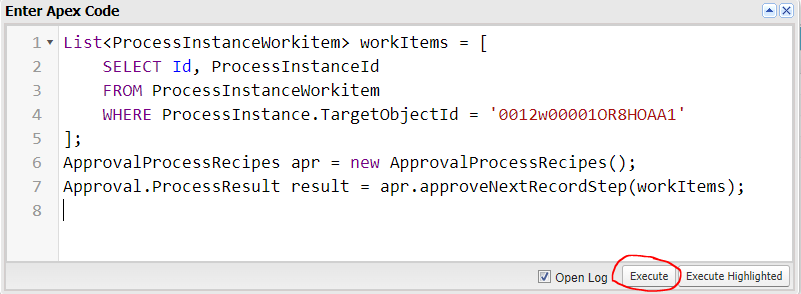 Enter Apex Code
1 List<ProcessInstanceWorkitem> workItems = [
2 SELECT Id, ProcessInstanceId
3 FROM ProcessInstanceWorkitem
4 WHERE ProcessInstance.TargetObjectId = '0012w00001OR8HOAA1'
5 ];
6 ApprovalProcessRecipes apr = new ApprovalProcessRecipes();
7 Approval.ProcessResult result = apr.approveNextRecordStep(workItems);
8
Open Log Execute Execute Highlighted